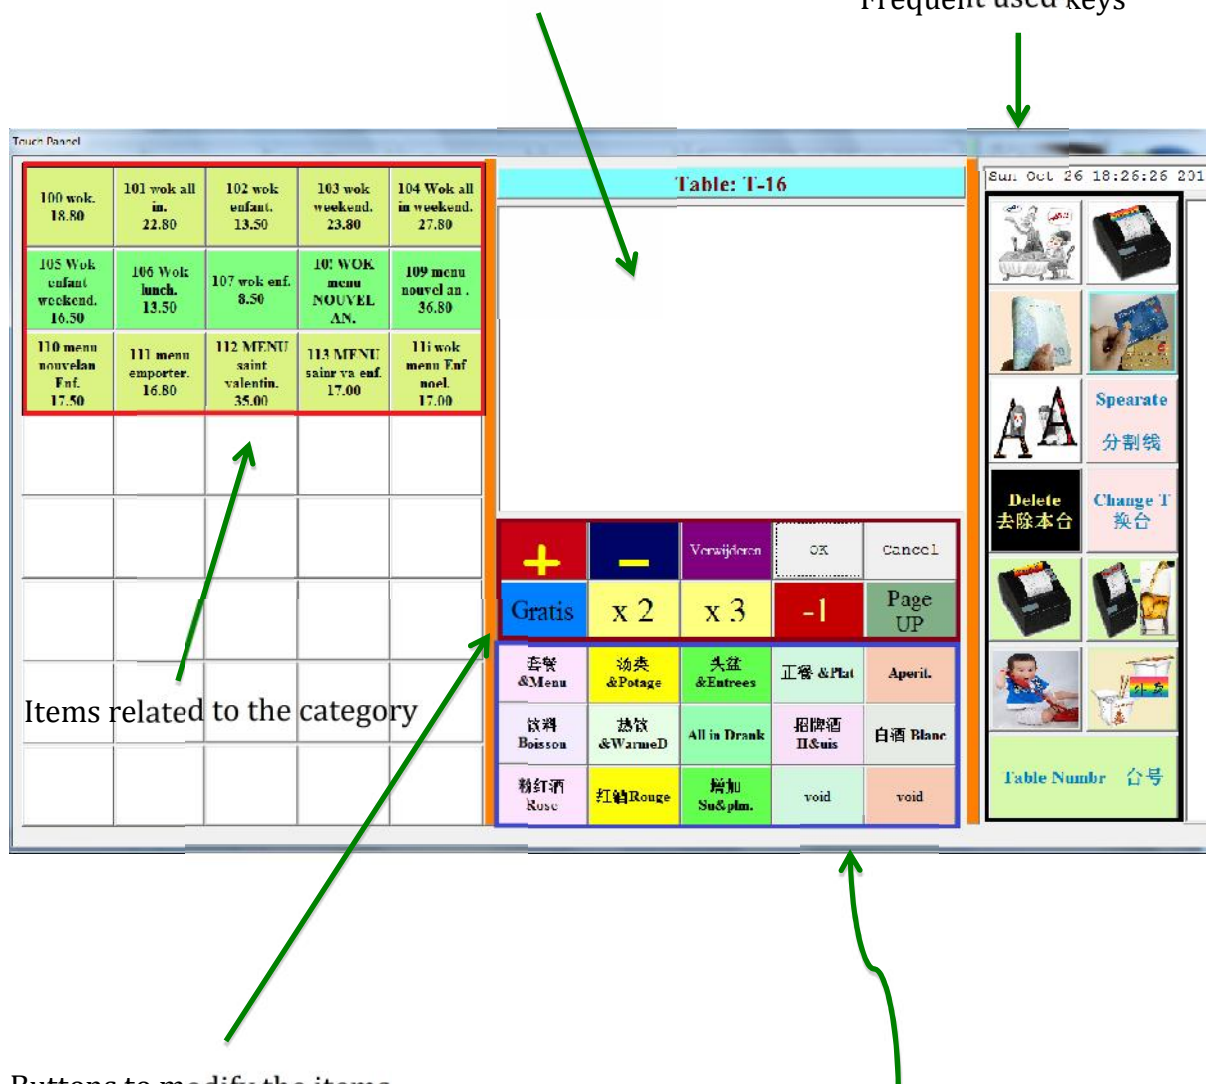 Frequent used keys
Touch Pannel
100 wok.
18.80
101 wok all
in.
22.80
102 wok
enfant.
13.50
103 wok
weekend.
23.80
104 Wok all
in weekend.
27.80
105 Wok
enfant
weekend.
16.50
106 Wok
lunch.
13.50
107 wok enf.
8.50
10! WOK
menu
NOUVEL
AN.
109 menu
nouvel an .
36.80
110 menu
nouvelan
Enf.
17.50
111 menu
emporter.
16.80
112 MENU
saint
valentin.
35.00
113 MENU
sainr va enf.
17.00
11i wok
menu Enf
noel.
17.00
Table: T-16
+
−
Verwijderen
OK
Cancel
Gratis
x 2
x 3
-1
Page
UP
套餐
&Menu
汤类
&Potage
头盆
&Entrees
正餐 &Plat
Aperit.
饮料
Boisson
热饮
&WarmeD
All in Drank
招牌酒
H&uis
白酒 Blanc
粉红酒
Rose
红酒Rouge
增加
Su&plm.
void
void
Sun Oct 26 18:26:26 201
Spearate
分割线
Delete
去除本台
Change T
换台
外卖
Table Numbr 台号
Items related to the category
Buttons to modify the items